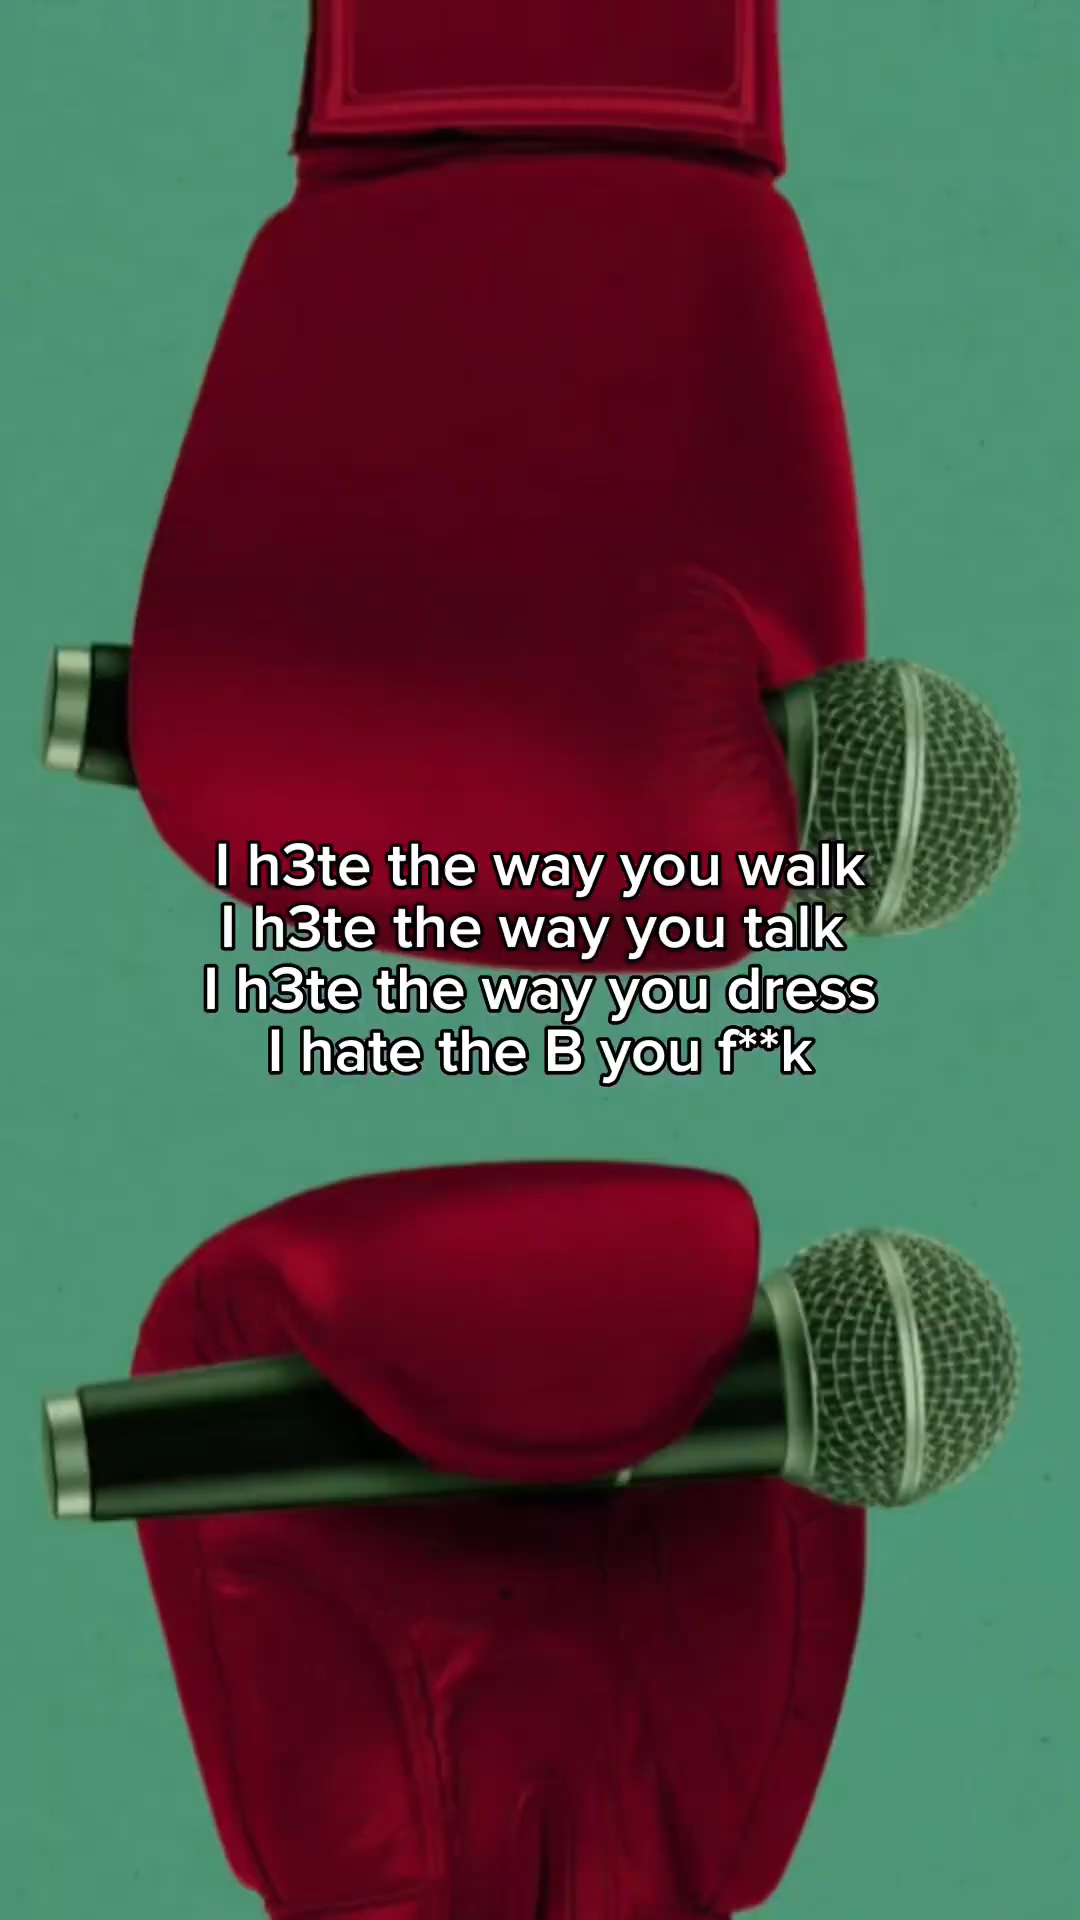 I h3te the way you walk
I h3te the way you talk
I h3te the way you dress
I hate the B you f**k